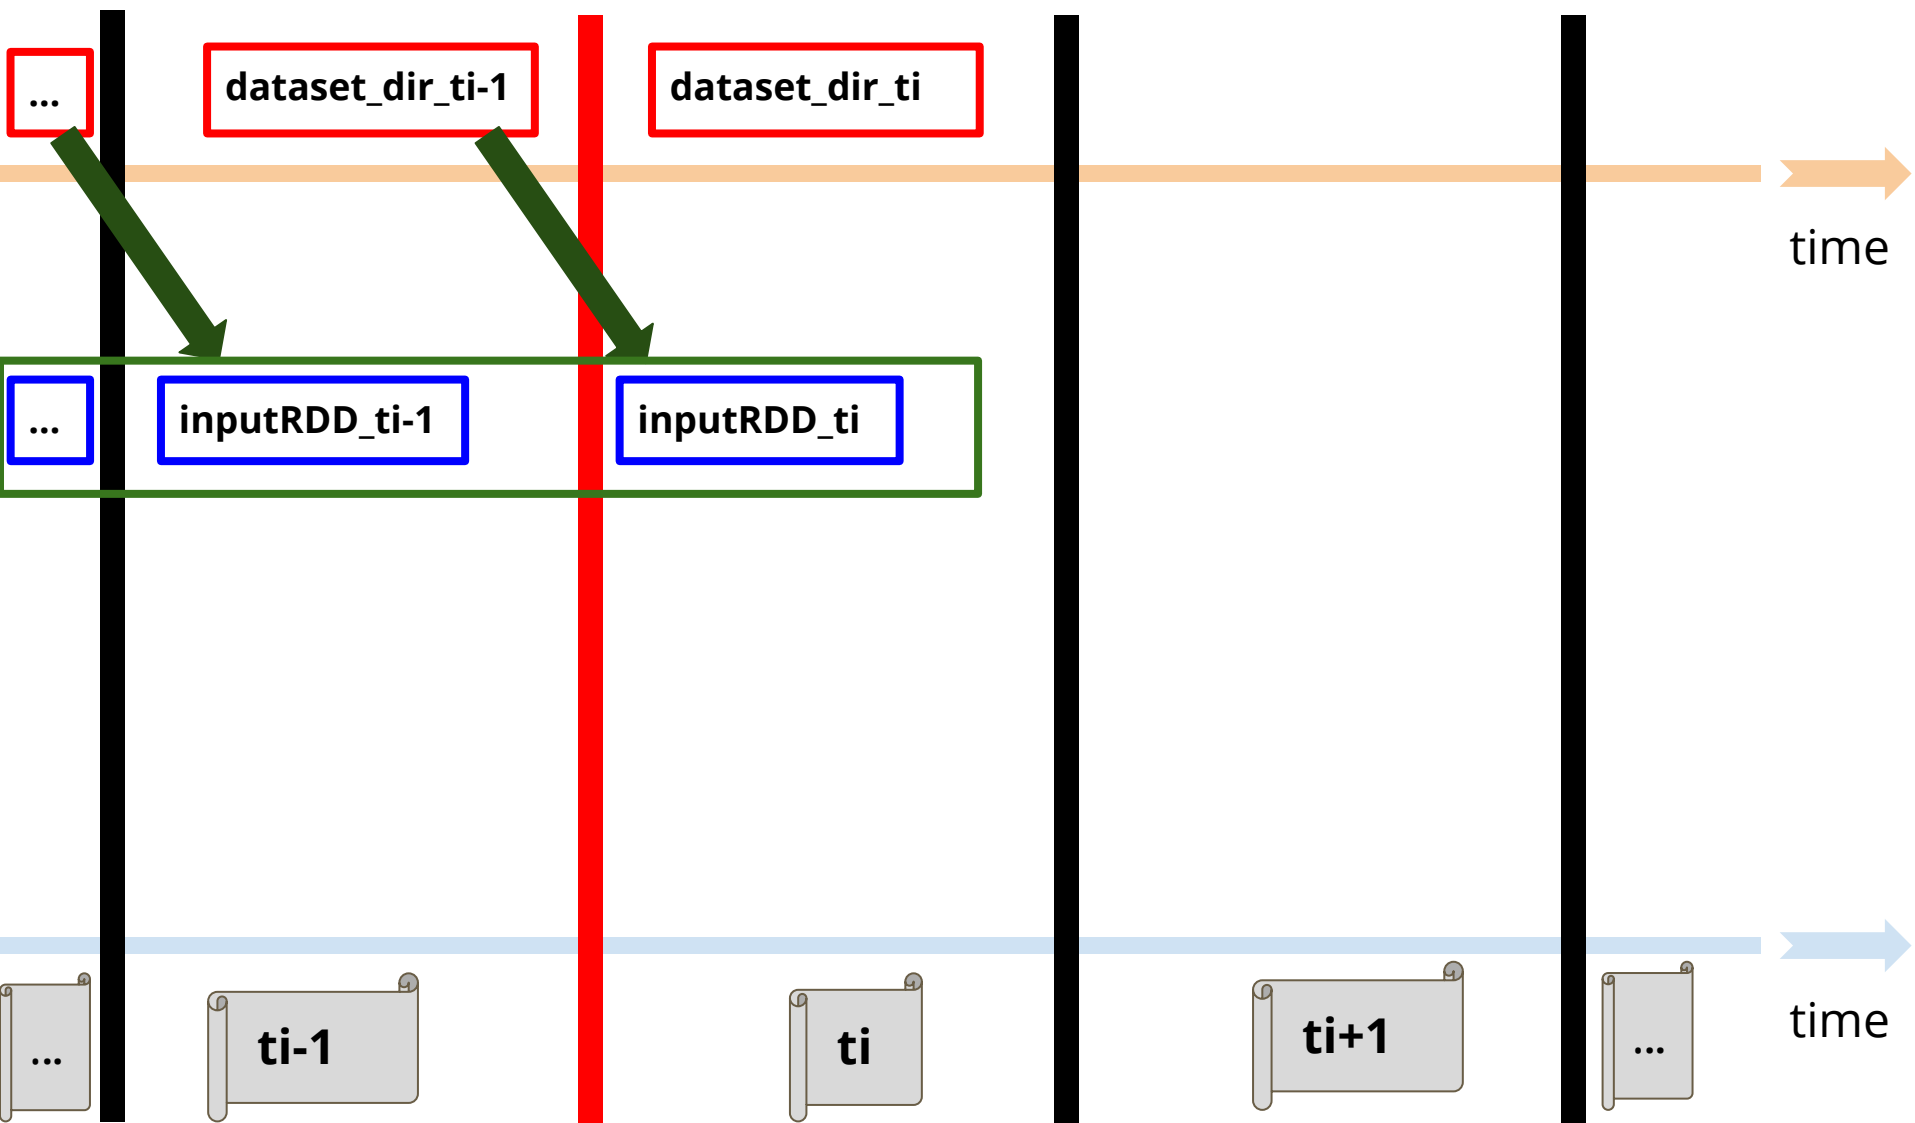 ...
dataset_dir_ti-1
dataset_dir_ti
time
...
inputRDD_ti-1
inputRDD_ti
...
ti-1
ti
ti+1
...
time